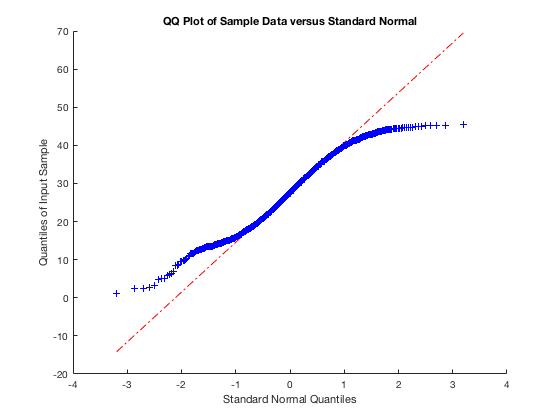 QQ Plot of Sample Data versus Standard Normal
70
60
50
40
30
20
10
0
-10
-20
Quantiles of Input Sample
-4 -3 -2 -1 0 1 2 3 4
Standard Normal Quantiles